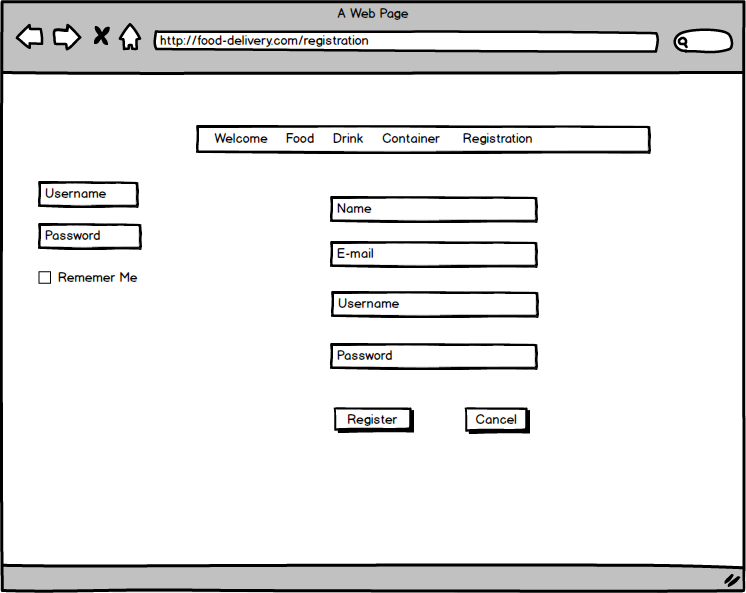 A Web Page
http://food-delivery.com/registration
Welcome Food Drink Container Registration
Username
Password
Rememer Me
Name
E-mail
Username
Password
Register Cancel